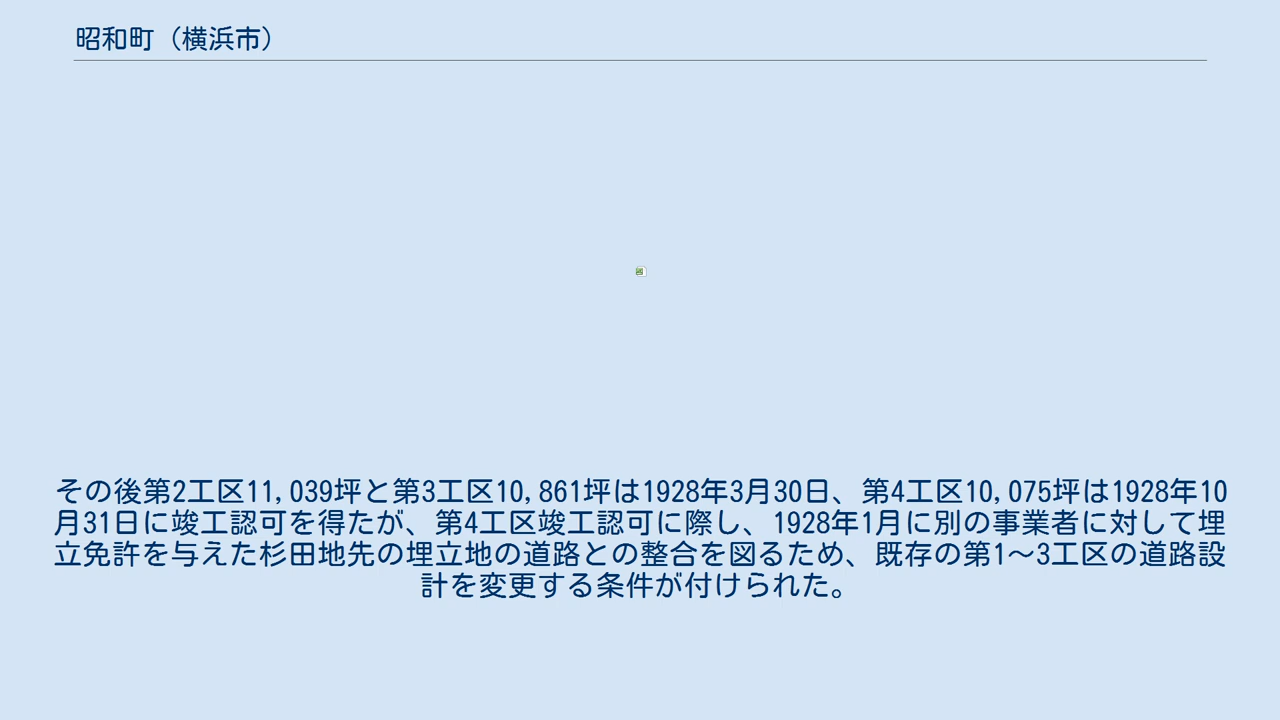 昭和町（横浜市）
その後第2工区11,039坪と第3工区10,861坪は1928年3月30日、第4工区10,075坪は1928年10
月31日に竣工認可を得たが、第4工区竣工認可に際し、1928年1月に別の事業者に対して埋
立免許を与えた杉田地先の埋立地の道路との整合を図るため、既存の第1～3工区の道路設
計を変更する条件が付けられた。